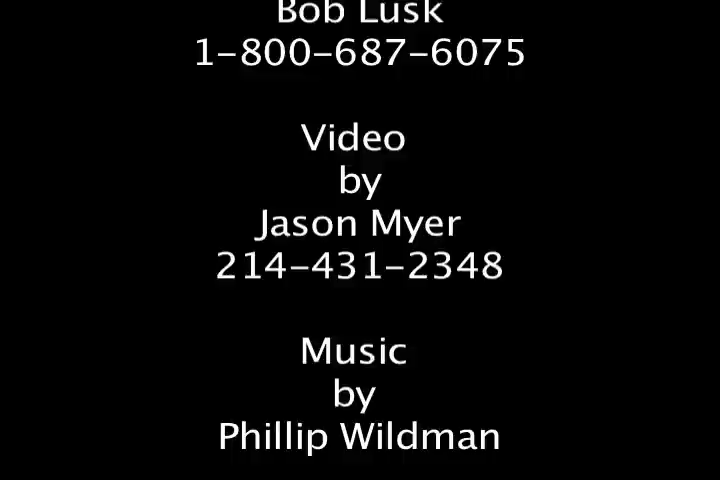 Bob Lusk
1-800-687-6075
Video
by
Jason Myer
214-431-2348
Music
by
Phillip Wildman